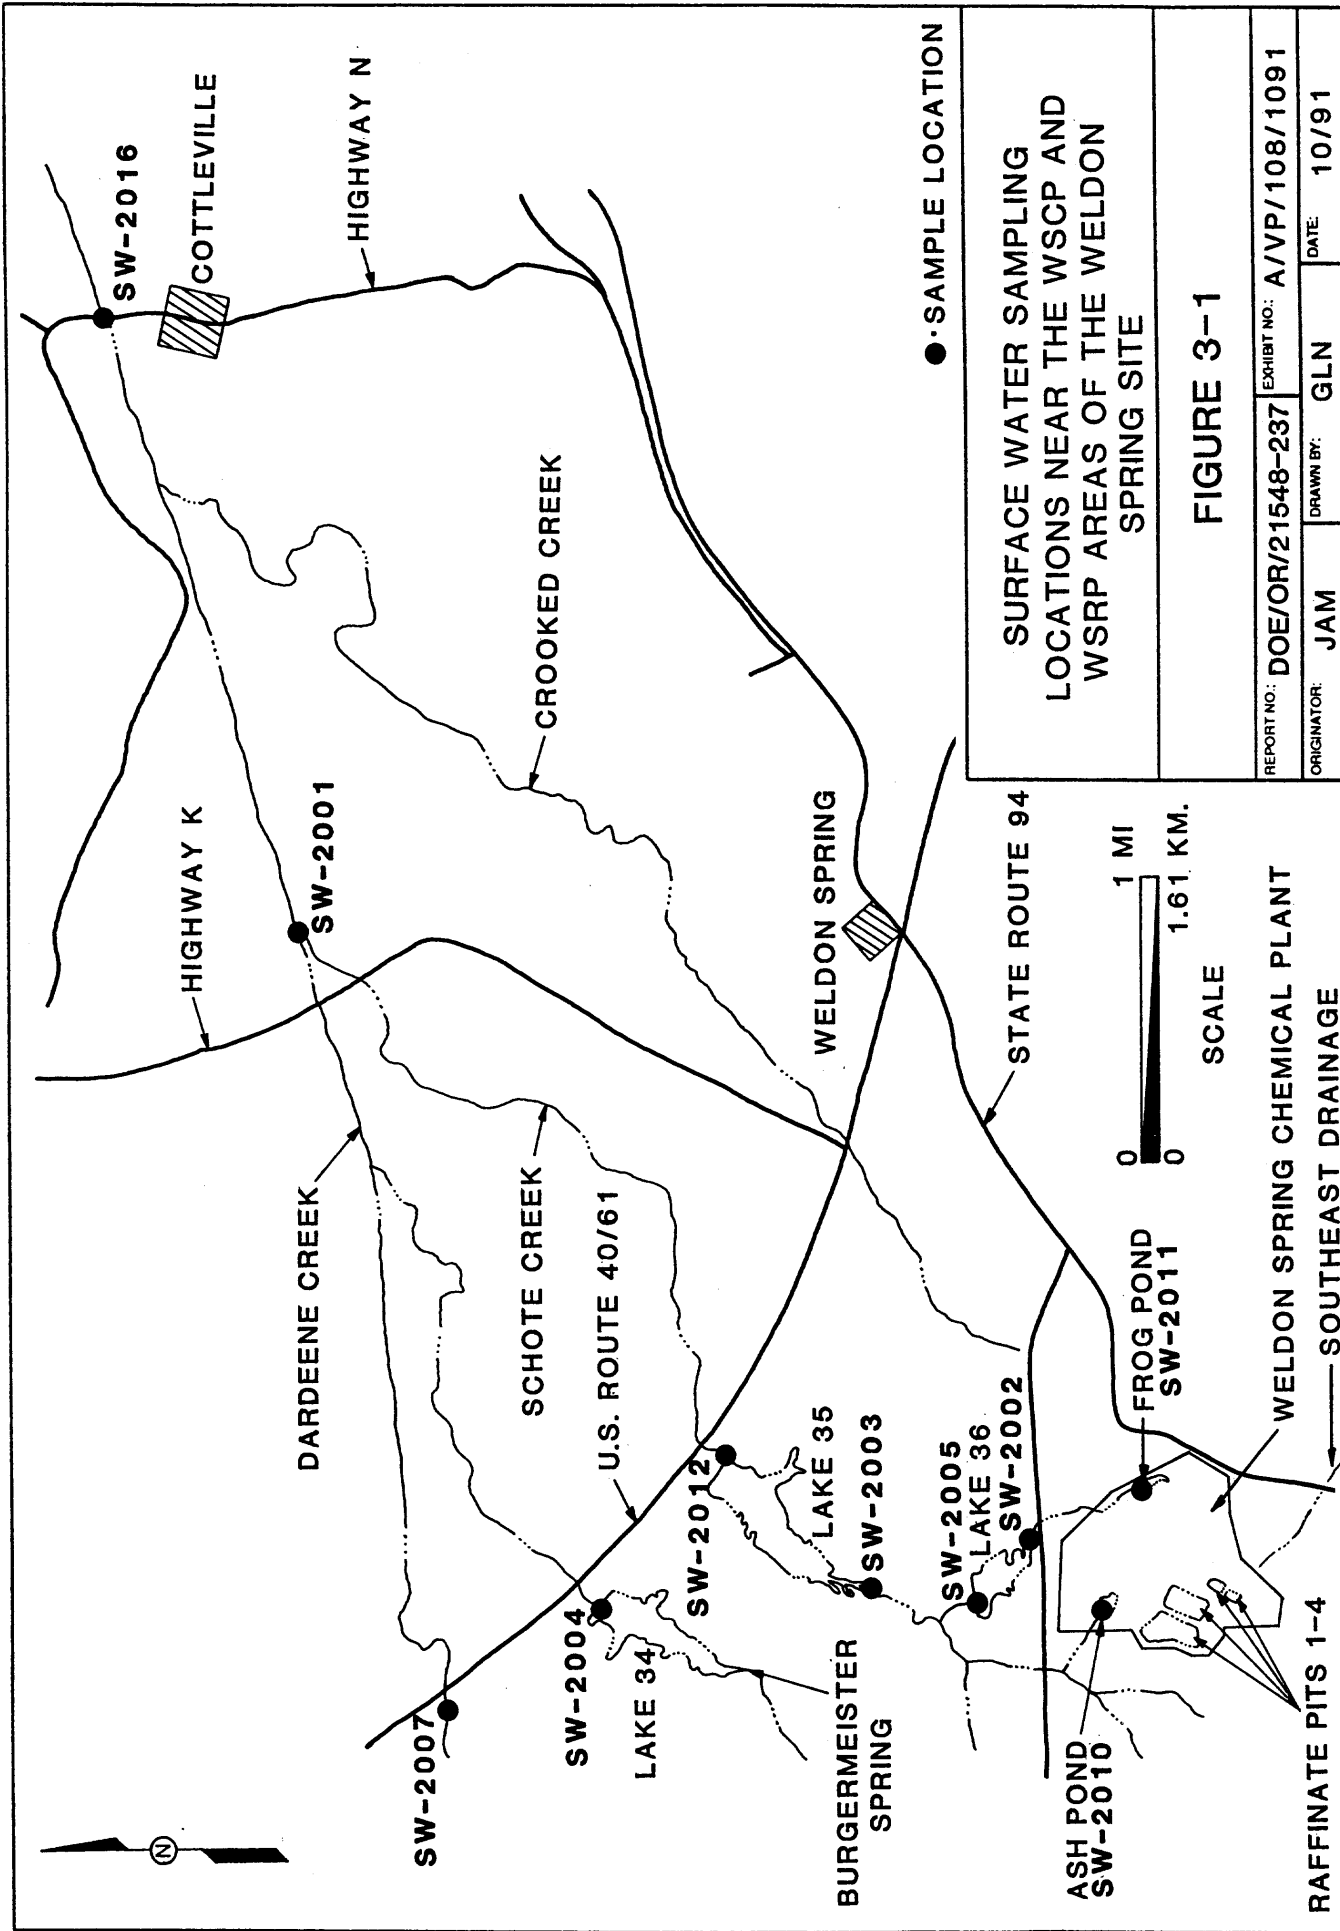 N
SW-2016
COTTLEVILLE
HIGHWAY N
HIGHWAY K
SW-2001
DARDEENE CREEK
SCHOTE CREEK
U.S. ROUTE 40/61
CROOKED CREEK
SW-2007
SW-2004
LAKE 34
SW-2012
LAKE 35
SW-2003
BURGERMEISTER
SPRING
WELDON SPRING
SW-2005
LAKE 36
SW-2002
STATE ROUTE 94
ASH POND
SW-2010
FROG POND
SW-2011
0
1 MI
0
1.61 KM.
SCALE
WELDON SPRING CHEMICAL PLANT
RAFFINATE PITS 1-4
SOUTHEAST DRAINAGE
•SAMPLE LOCATION
SURFACE WATER SAMPLING
LOCATIONS NEAR THE WSCP AND
WSRP AREAS OF THE WELDON
SPRING SITE
FIGURE 3-1
REPORT NO.: DOE/OR/21548-237
EXHIBIT NO.: A/VP/108/1091
ORIGINATOR: JAM
DRAWN BY: GLN
DATE: 10/91